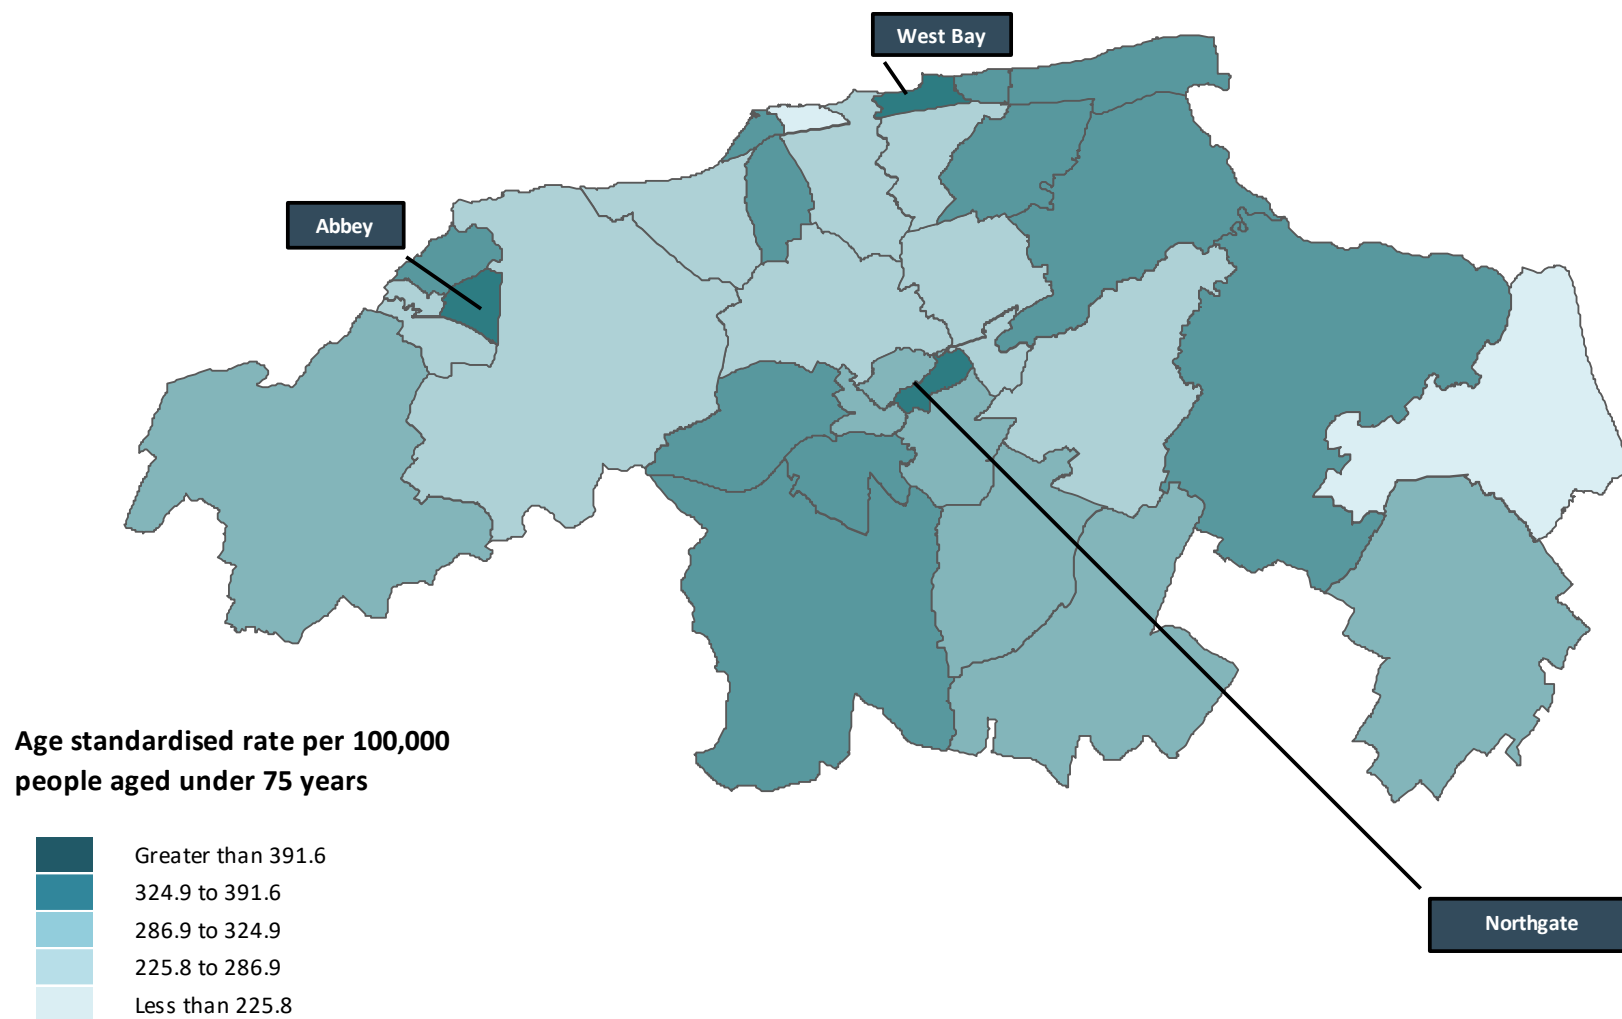 West Bay
Abbey
Age standardised rate per 100,000
people aged under 75 years
Greater than 391.6
324.9 to 391.6
286.9 to 324.9
225.8 to 286.9
Less than 225.8
Northgate